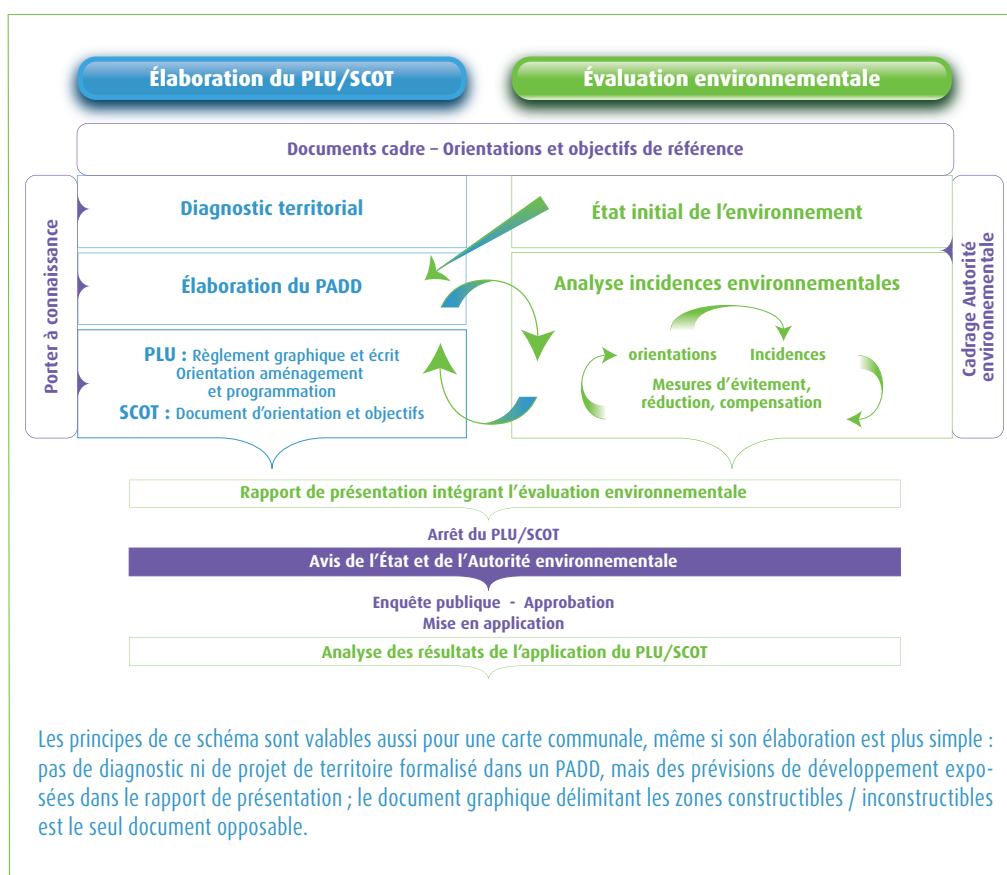 Élaboration du PLU/SCOT
Évaluation environnementale
Documents cadre – Orientations et objectifs de référence
Porter à connaissance
Diagnostic territorial
État initial de l'environnement
Cadrage Autorité
environnementale
Élaboration du PADD
Analyse incidences environnementales
PLU : Règlement graphique et écrit
Orientation aménagement
et programmation
SCOT : Document d'orientation et objectifs
orientations
Incidences
Mesures d'évitement,
réduction, compensation
Rapport de présentation intégrant l'évaluation environnementale
Arrêt du PLU/SCOT
Avis de l'État et de l'Autorité environnementale
Enquête publique - Approbation
Mise en application
Analyse des résultats de l'application du PLU/SCOT
Les principes de ce schéma sont valables aussi pour une carte communale, même si son élaboration est plus simple :
pas de diagnostic ni de projet de territoire formalisé dans un PADD, mais des prévisions de développement expo-
sées dans le rapport de présentation ; le document graphique délimitant les zones constructibles / inconstructibles
est le seul document opposable.